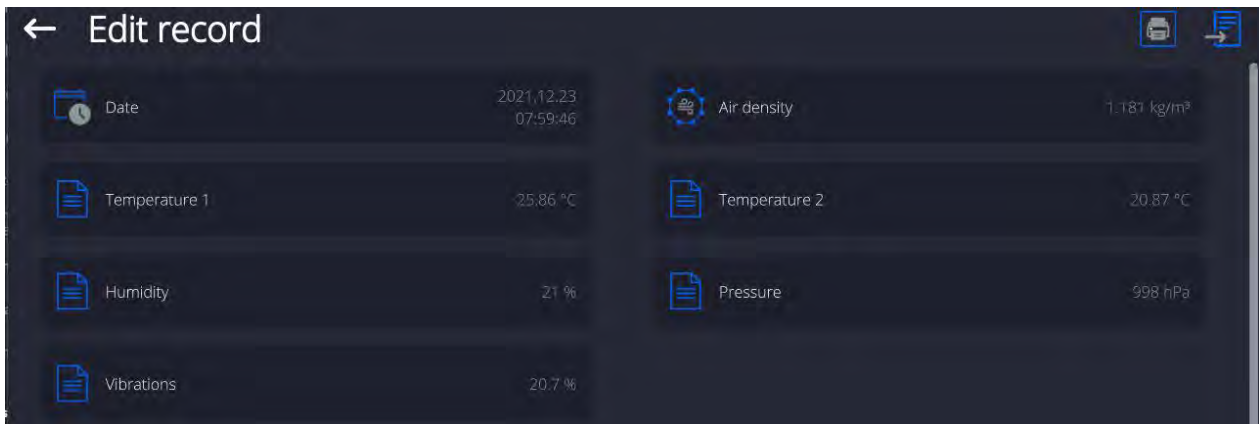 Edit record
Date
2021.12.23
07:59:46
Air density
1.181 kg/m³
Temperature 1
25.86 °C
Temperature 2
20.87 °C
Humidity
21 %
Pressure
998 hPa
Vibrations
20.7 %